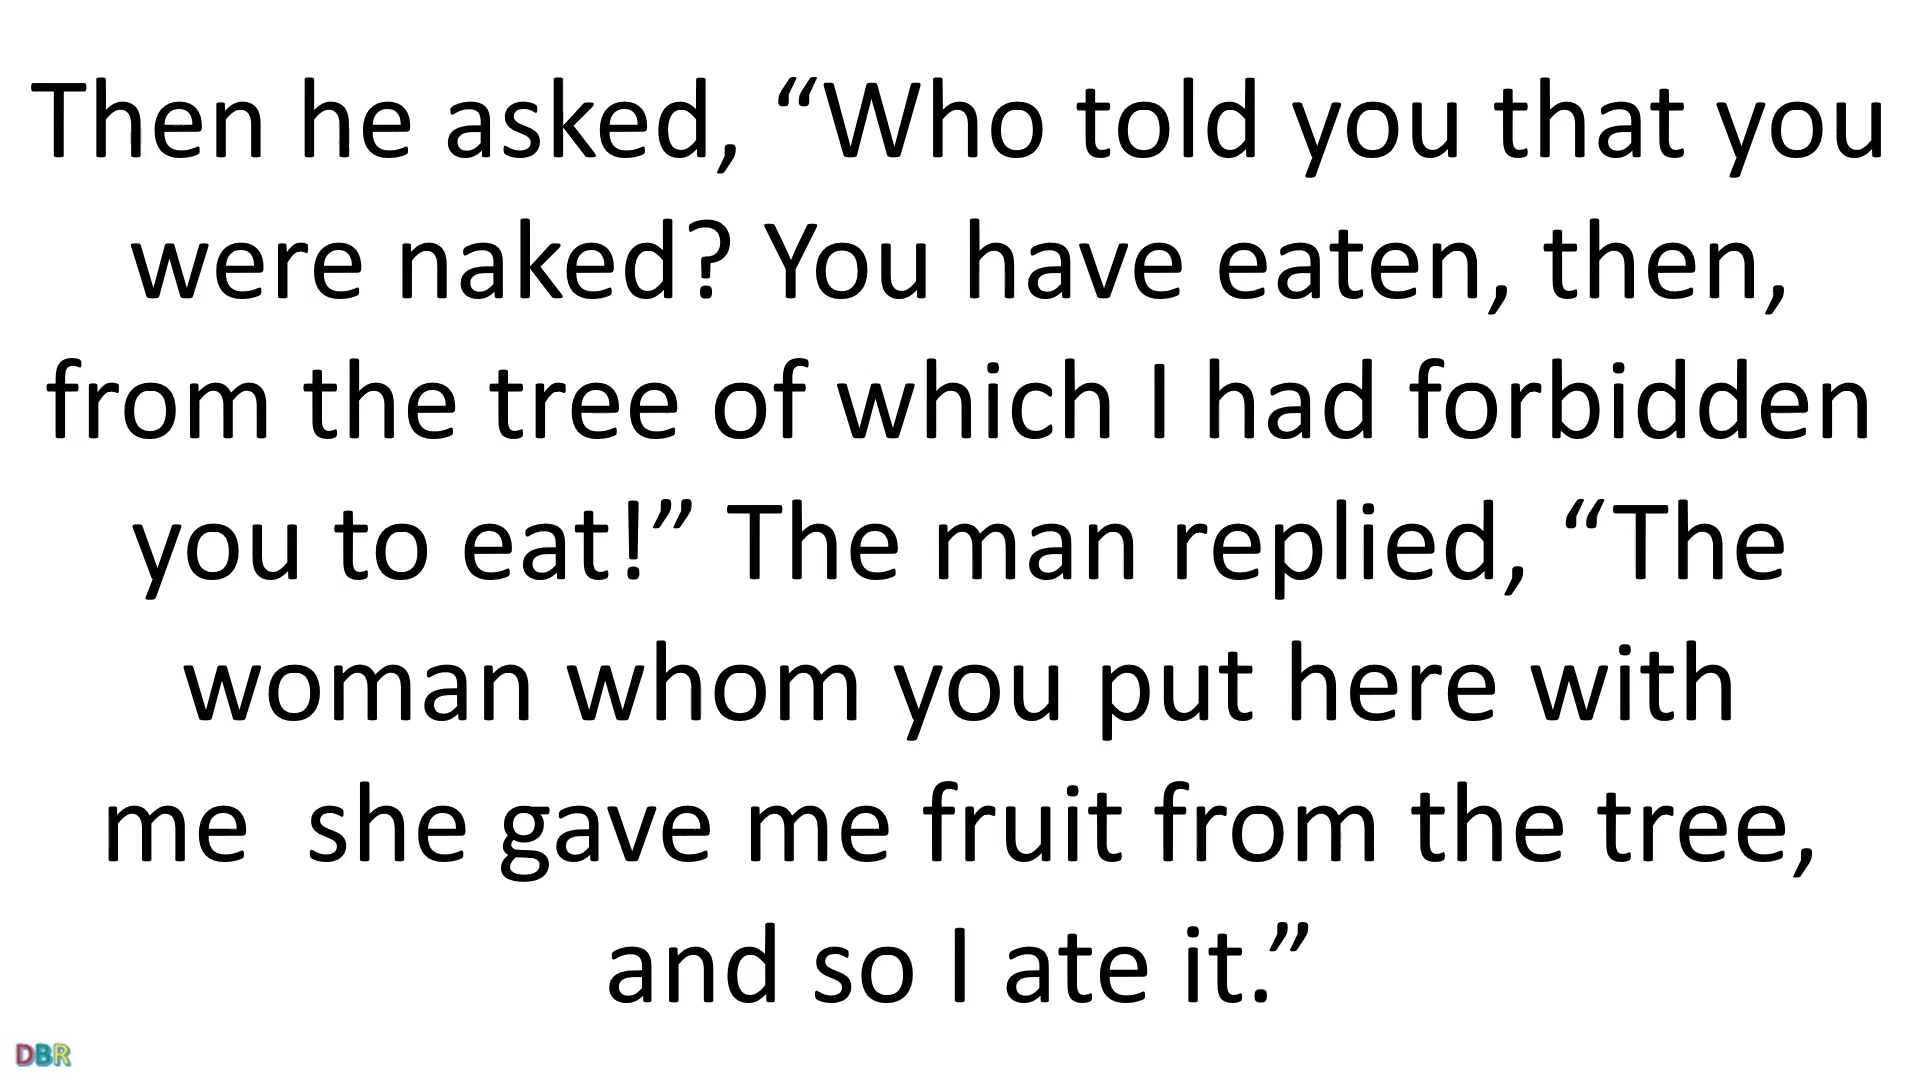 Then he asked, “Who told you that you
were naked? You have eaten, then,
from the tree of which I had forbidden
you to eat!” The man replied, “The
woman whom you put here with
me  she gave me fruit from the tree,
and so I ate it.”
DBR